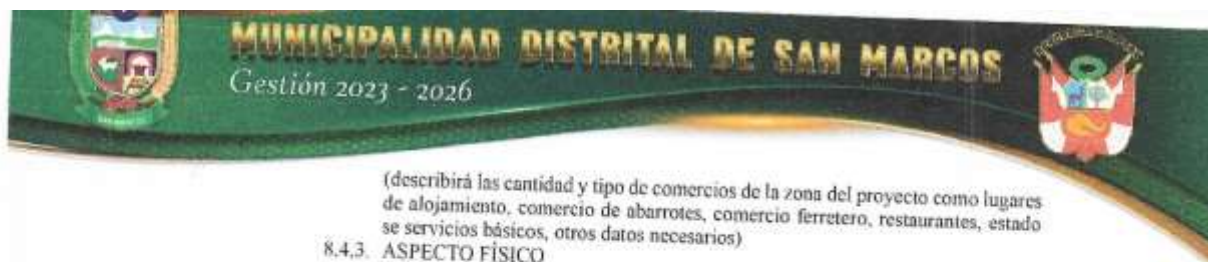 MUNICIPALIDAD DISTRITAL DE SAN MARCOS
Gestión 2023 - 2026
(describirá las cantidad y tipo de comercios de la zona del proyecto como lugares
de alojamiento, comercio de abarrotes, comercio ferretero, restaurantes, estado
se servicios básicos, otros datos necesarios)
8.4.3. ASPECTO FÍSICO